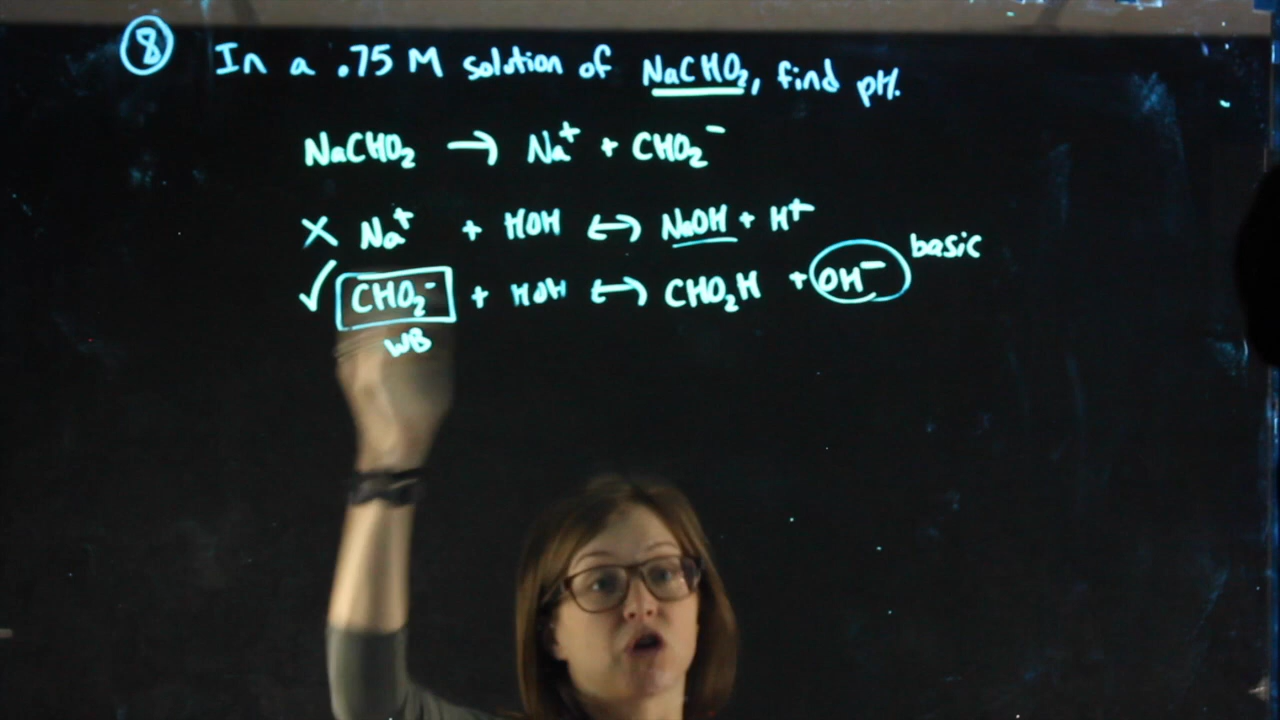 ⑧ In a .75 M solution of NaCHO₂, find pH.
NaCHO₂ → Na⁺ + CHO₂⁻
X Na⁺ + HOH ↔ NaOH + H⁺
✓ CHO₂⁻ + HOH ↔ CHO₂H + OH⁻ basic
WB